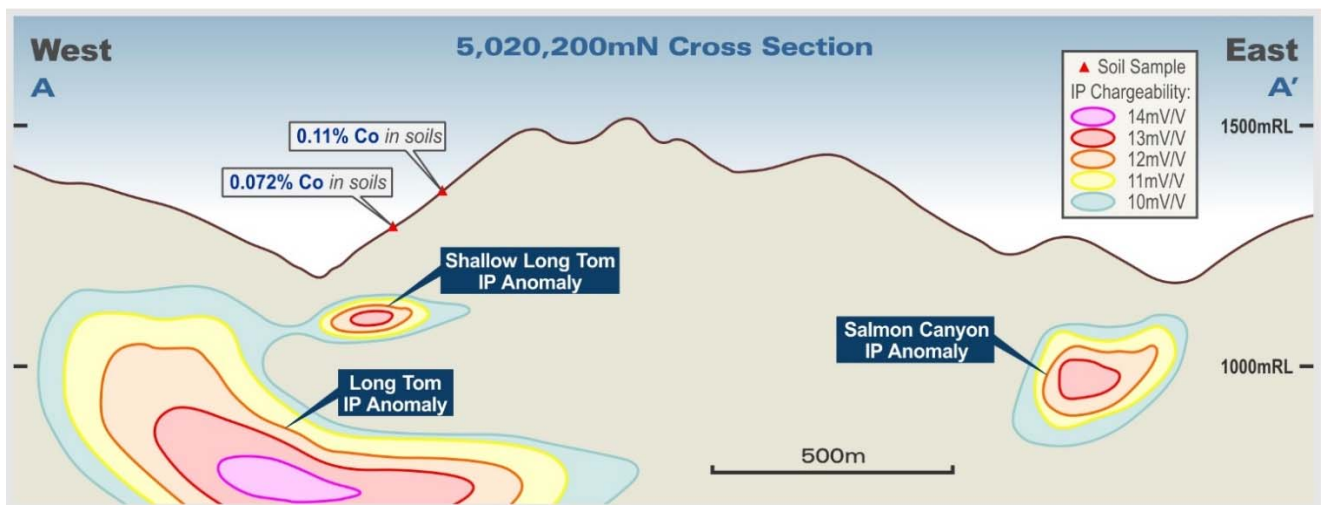 West
A
5,020,200mN Cross Section
East
A'
Soil Sample
IP Chargeability:
14mV/V
13mV/V
12mV/V
11mV/V
10mV/V
1500mRL
0.11% Co in soils
0.072% Co in soils
Shallow Long Tom
IP Anomaly
Salmon Canyon
IP Anomaly
1000mRL
Long Tom
IP Anomaly
500m